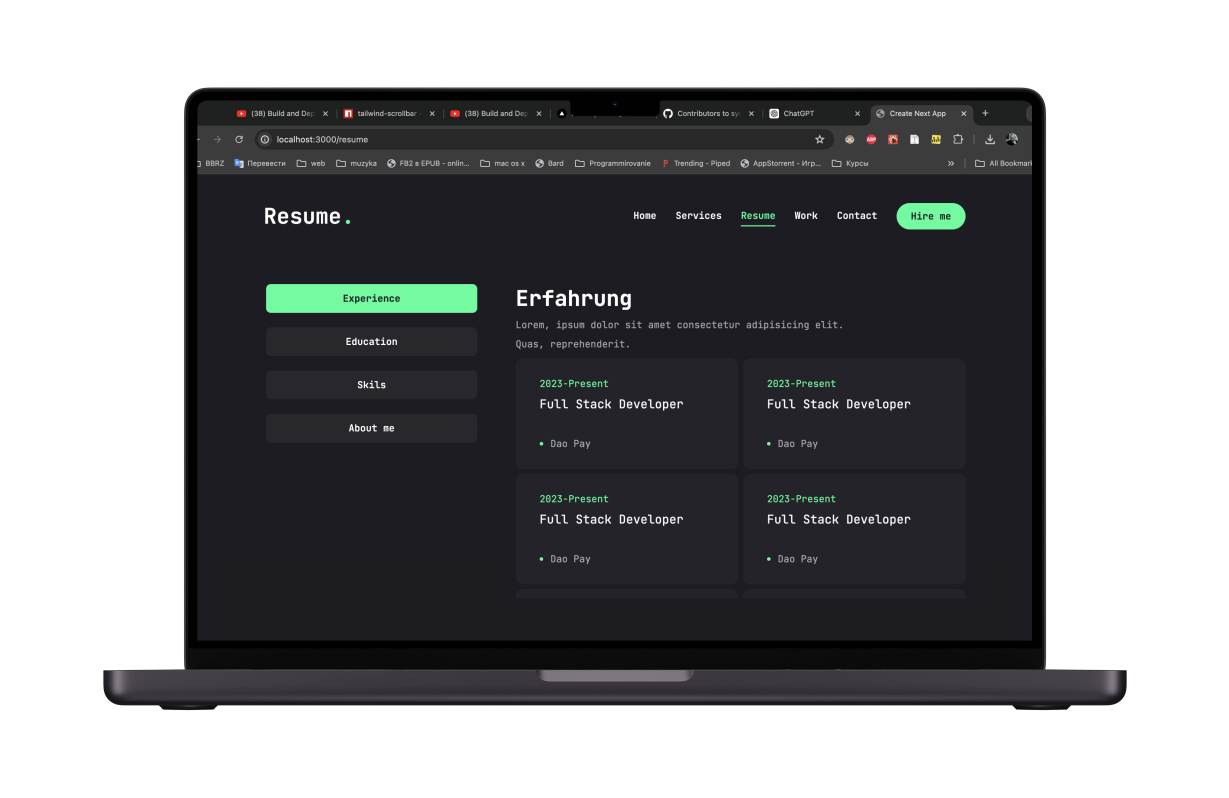 (38) Build and Dep
tailwind-scrollbar
(38) Build and Dep
Contributors to sy
ChatGPT
Create Next App
localhost:3000/resume
ABP
BBRZ
Перевести
web
muzyka
FB2 в EPUB - onlin...
mac os x
Bard
Programmirovanie
Trending - Piped
AppStorrent - Игр...
Курсы
All Bookmark
Resume.
Home
Services
Resume
Work
Contact
Hire me
Experience
Education
Skils
About me
Erfahrung
Lorem, ipsum dolor sit amet consectetur adipisicing elit.
Quas, reprehenderit.
2023-Present
Full Stack Developer
Dao Pay
2023-Present
Full Stack Developer
Dao Pay
2023-Present
Full Stack Developer
Dao Pay
2023-Present
Full Stack Developer
Dao Pay